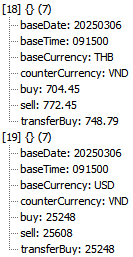 [18] {} (7)
baseDate: 20250306
baseTime: 091500
baseCurrency: THB
counterCurrency: VND
buy: 704.45
sell: 772.45
transferBuy: 748.79
[19] {} (7)
baseDate: 20250306
baseTime: 091500
baseCurrency: USD
counterCurrency: VND
buy: 25248
sell: 25608
transferBuy: 25248